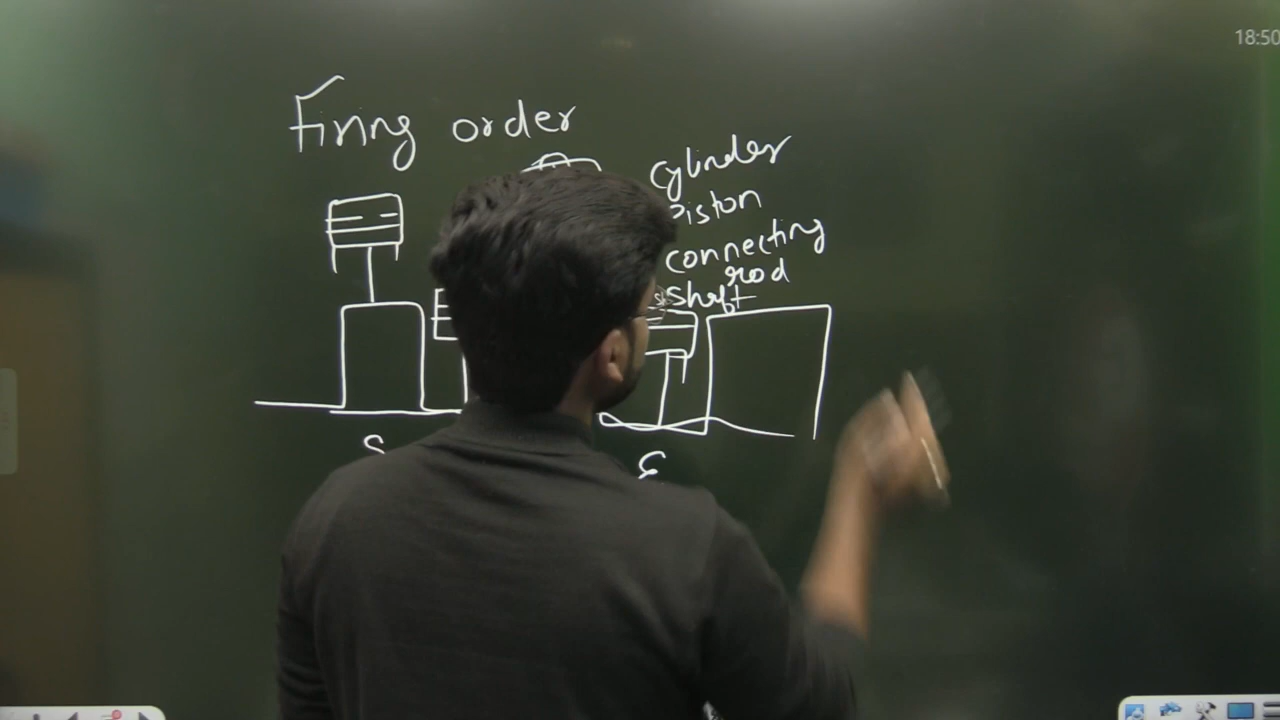 18:50
Firing order
Cylinder
Piston
connecting
rod
shaft
S
E